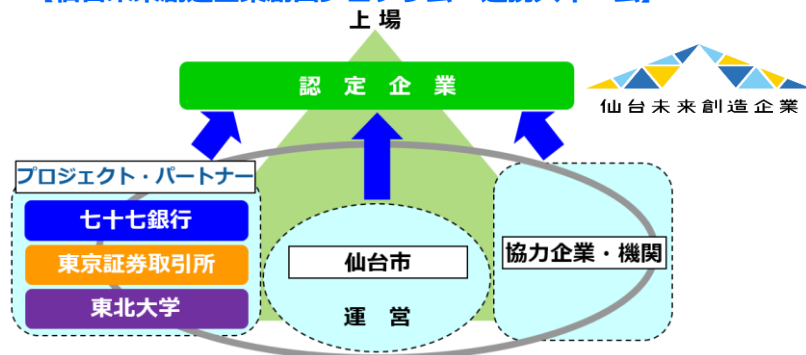 上場
認定企業
仙台未来創造企業
プロジェクト・パートナー
七十七銀行
東京証券取引所
東北大学
仙台市
運営
協力企業・機関